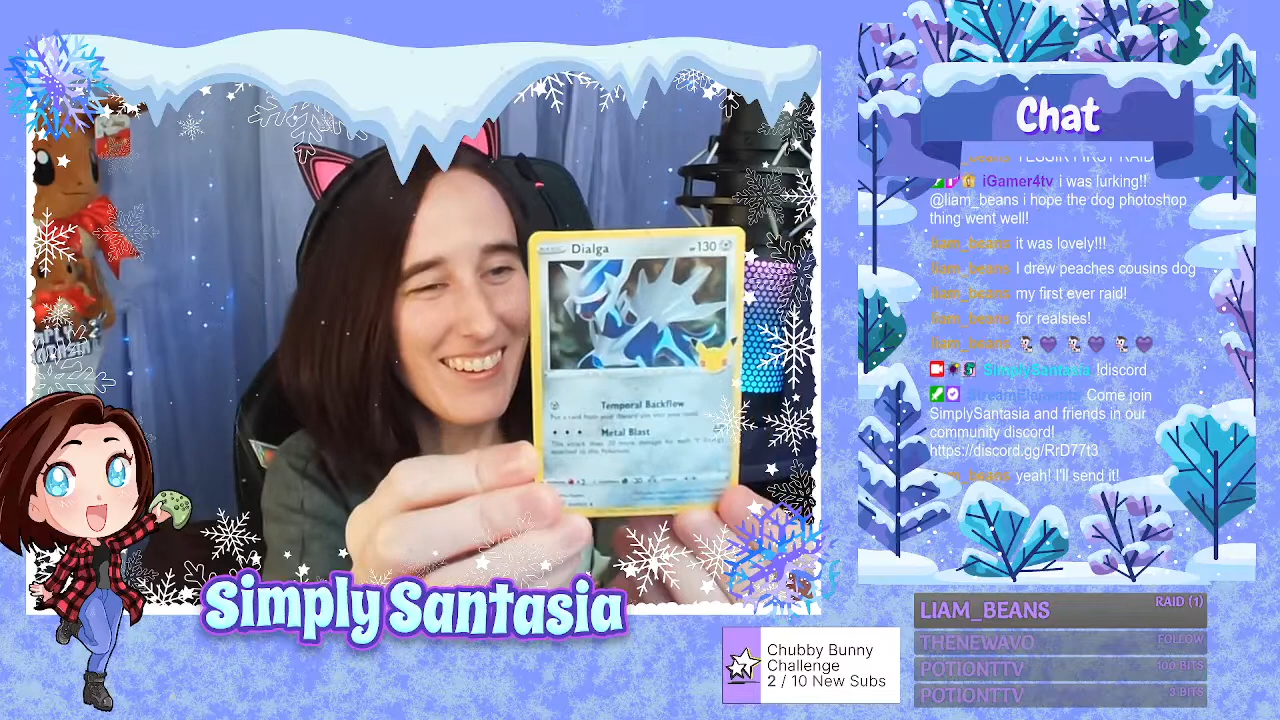 Dialga
130
Temporal Backflow
Metal Blast
Simply Santasia
Chubby Bunny
Challenge
2 / 10 New Subs
Chat
iGamer4tv i was lurking!!
@liam_beans i hope the dog photoshop
thing went well!
liam_beans it was lovely!!!
liam_beans I drew peaches cousins dog
liam_beans my first ever raid!
liam_beans for realsies!
liam_beans
SimplySantasia !discord
StreamElements Come join
SimplySantasia and friends in our
community discord!
https://discord.gg/RrD77t3
yeah! I'll send it!
LIAM_BEANS RAID (1)
THENEWAVO FOLLOW
POTIONTTV 100 BITS
POTIONTTV 3 BITS